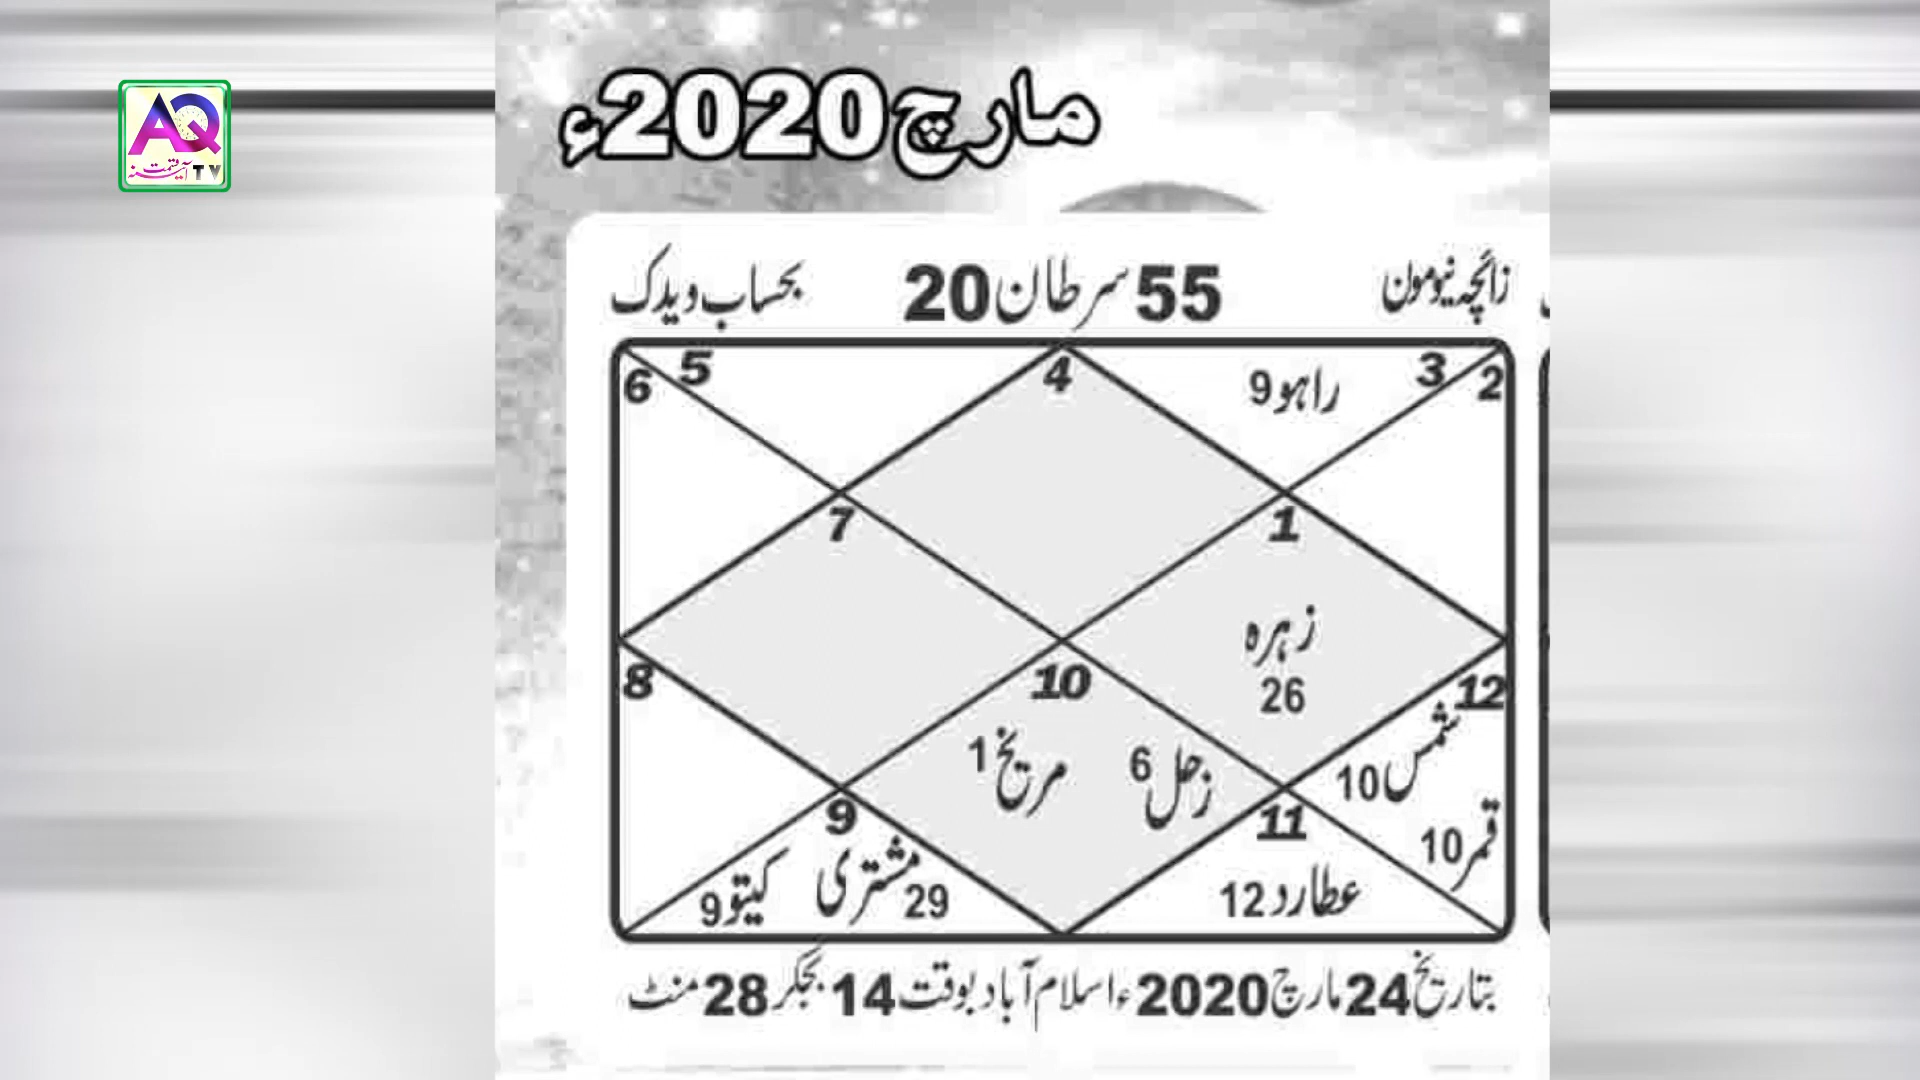 AQ
آئینہ قسمت TV
مارچ 2020ء
زائچہ نیومون 55 سرطان 20 بحساب ویدک
2
3
راہو 9
4
5
6
1
7
زہرہ
26
12
شمس 10
قمر 10
10
زحل 6
مریخ 1
8
11
عطارد 12
9
مشتری 29
کیتو 9
بتاریخ 24 مارچ 2020ء اسلام آباد بوقت 14 بجکر 28 منٹ